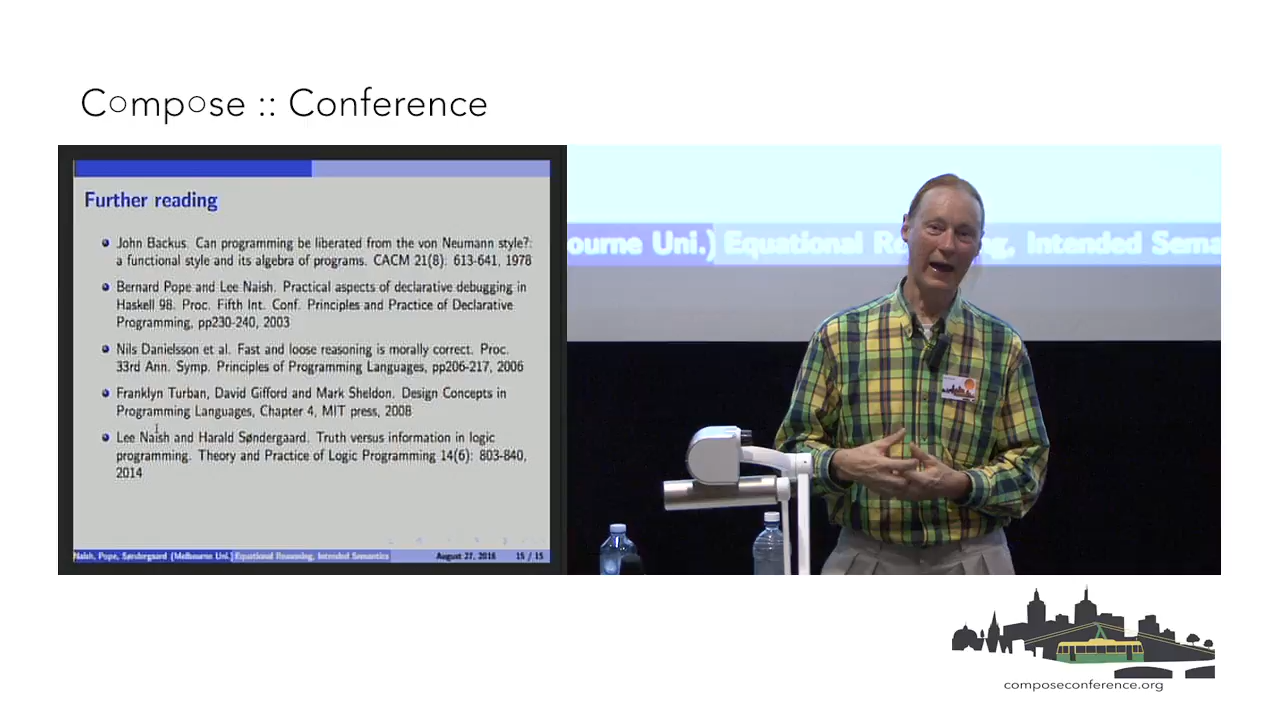 Compose :: Conference
Further reading
John Backus. Can programming be liberated from the von Neumann style?:
a functional style and its algebra of programs. CACM 21(8): 613-641, 1978
Bernard Pope and Lee Naish. Practical aspects of declarative debugging in
Haskell 98. Proc. Fifth Int. Conf. Principles and Practice of Declarative
Programming, pp230-240, 2003
Nils Danielsson et al. Fast and loose reasoning is morally correct. Proc.
33rd Ann. Symp. Principles of Programming Languages, pp206-217, 2006
Franklyn Turban, David Gifford and Mark Sheldon. Design Concepts in
Programming Languages, Chapter 4, MIT press, 2008
Lee Naish and Harald Søndergaard. Truth versus information in logic
programming. Theory and Practice of Logic Programming 14(6): 803-840,
2014
Naish, Pope, Søndergaard (Melbourne Uni.) Equational Reasoning, Intended Semantics August 27, 2016 15 / 15
ourne Uni.) Equational Re ing, Intended Sema
composeconference.org